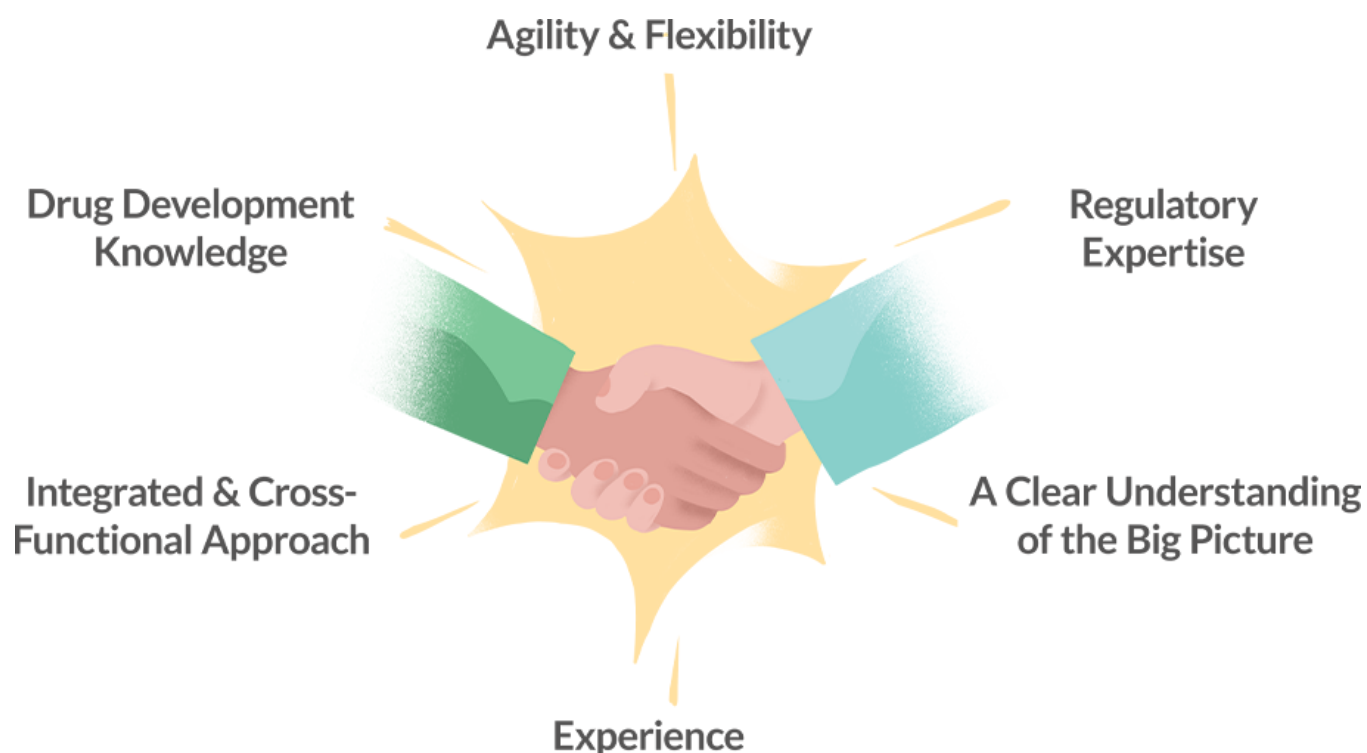 Agility & Flexibility
Drug Development
Knowledge
Regulatory
Expertise
Integrated & Cross-
Functional Approach
A Clear Understanding
of the Big Picture
Experience